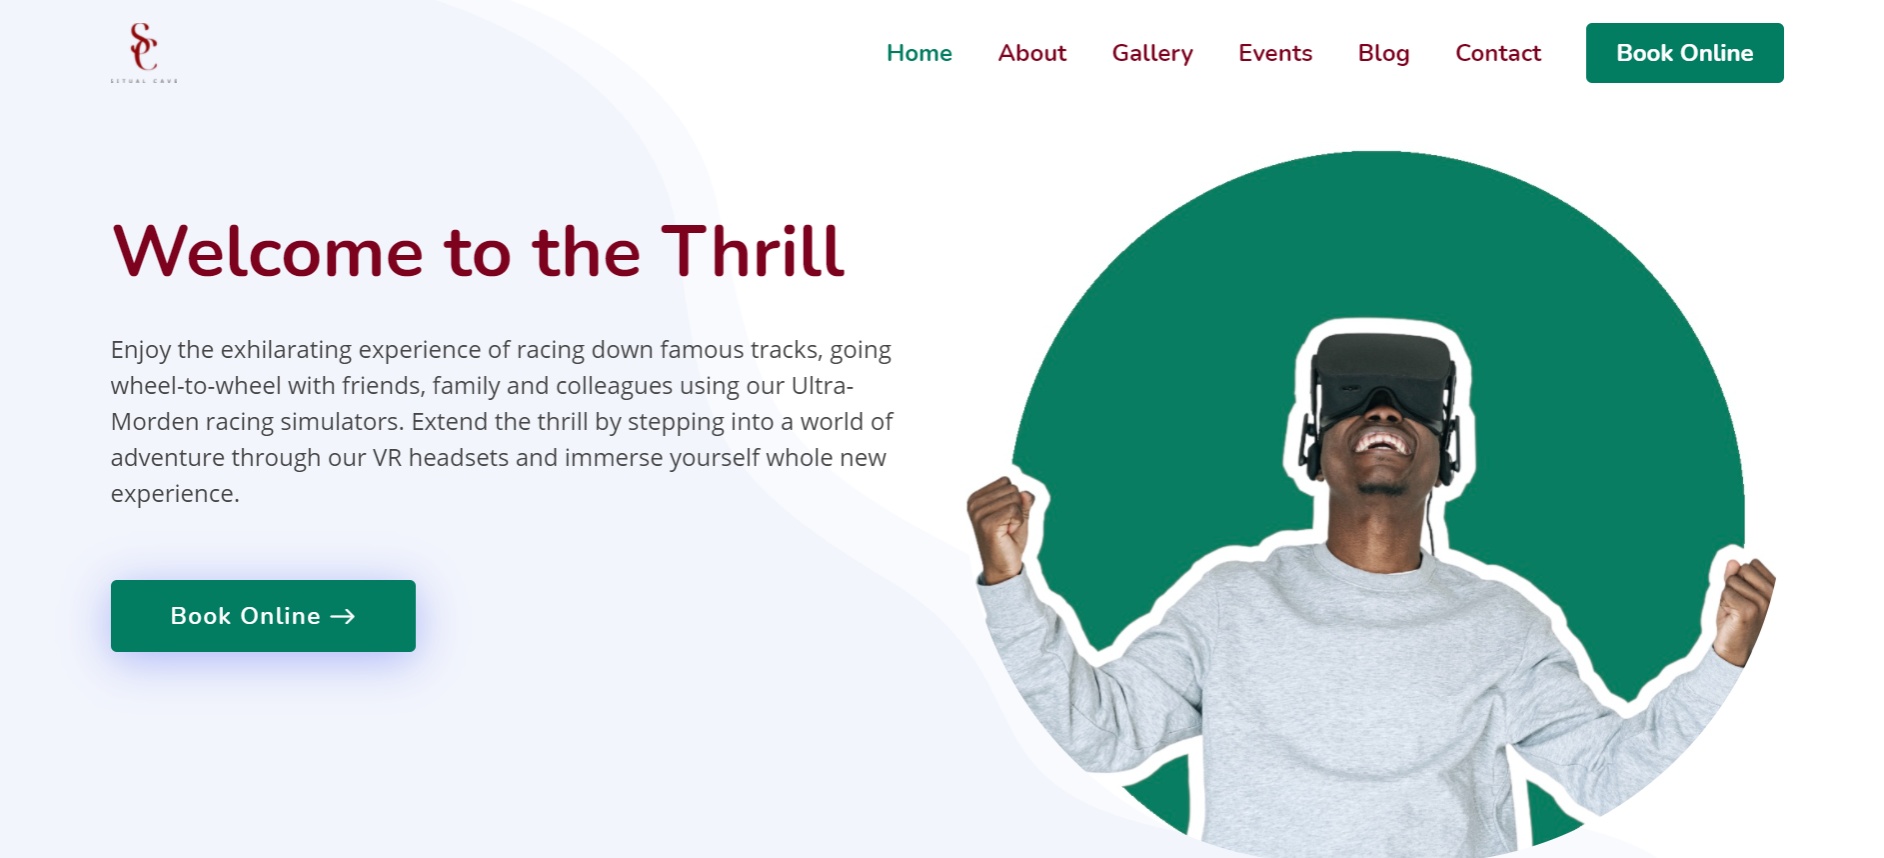 SC
Home About Gallery Events Blog Contact Book Online
Welcome to the Thrill
Enjoy the exhilarating experience of racing down famous tracks, going
wheel-to-wheel with friends, family and colleagues using our Ultra-
Morden racing simulators. Extend the thrill by stepping into a world of
adventure through our VR headsets and immerse yourself whole new
experience.
Book Online →